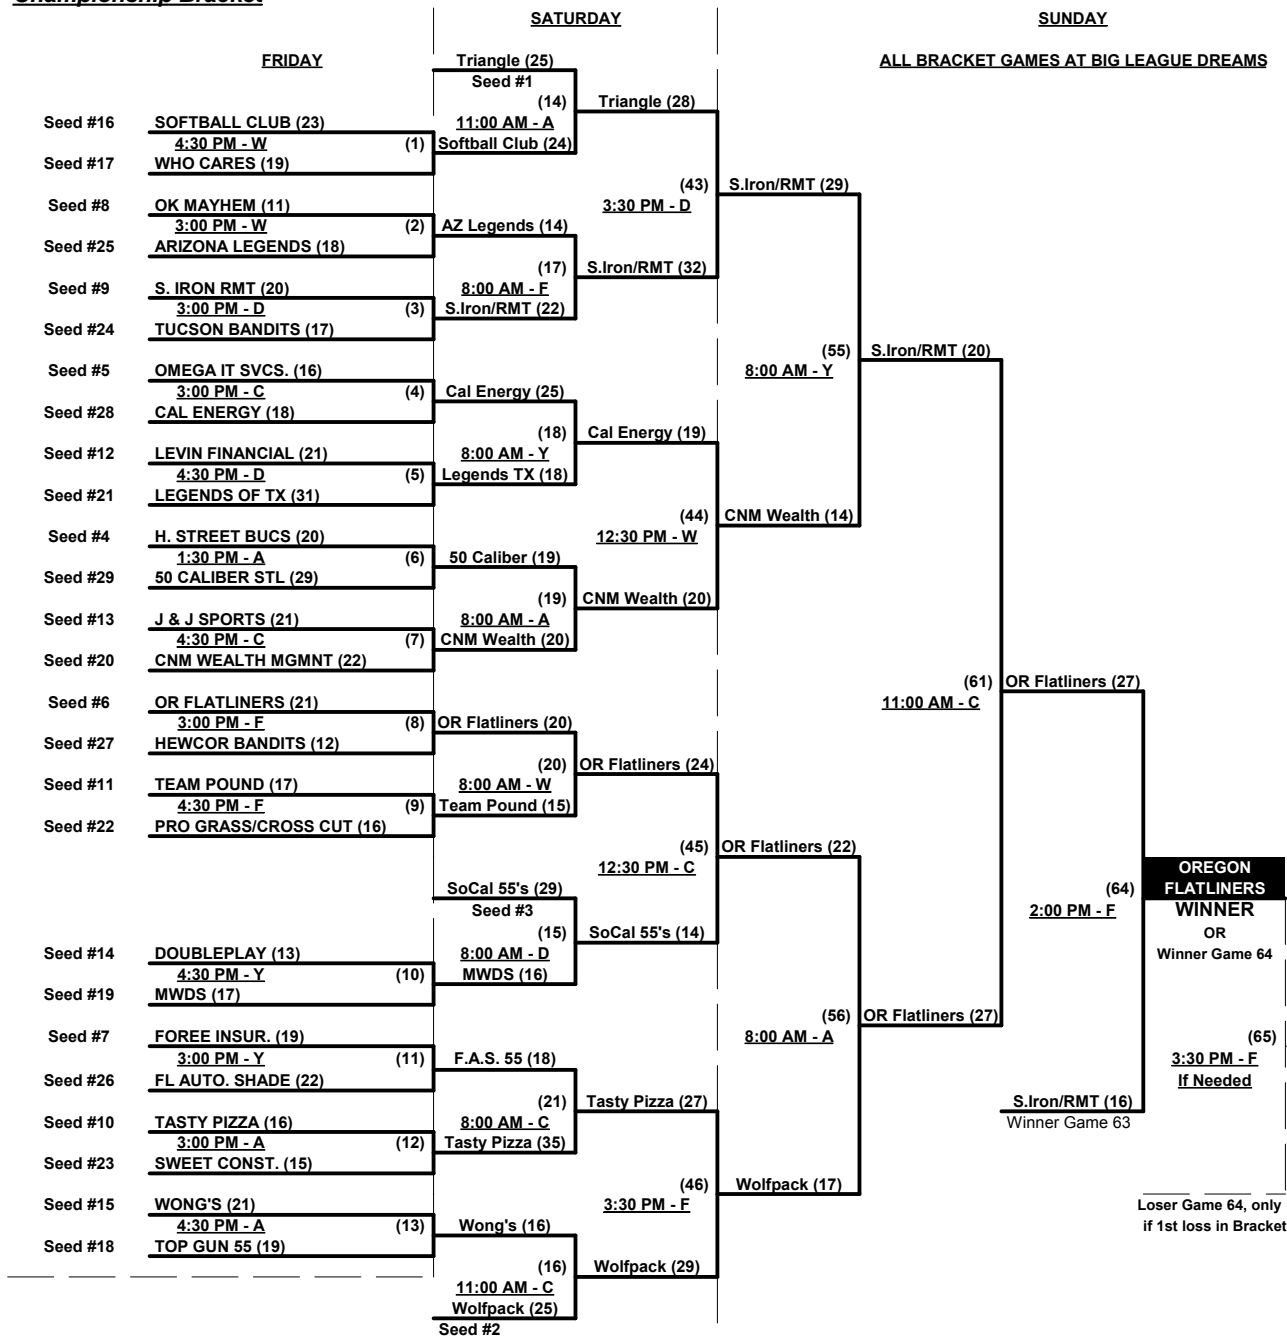 Championship Bracket
SATURDAY
SUNDAY
FRIDAY
ALL BRACKET GAMES AT BIG LEAGUE DREAMS
Triangle (25)
Seed #1
(14)
11:00 AM - A
Triangle (28)
Seed #16 SOFTBALL CLUB (23)
4:30 PM - W (1)
Softball Club (24)
Seed #17 WHO CARES (19)
(43)
3:30 PM - D
S.Iron/RMT (29)
Seed #8 OK MAYHEM (11)
3:00 PM - W (2)
AZ Legends (14)
Seed #25 ARIZONA LEGENDS (18)
(17)
8:00 AM - F
S.Iron/RMT (32)
Seed #9 S. IRON RMT (20)
3:00 PM - D (3)
S.Iron/RMT (22)
Seed #24 TUCSON BANDITS (17)
(55)
8:00 AM - Y
S.Iron/RMT (20)
Seed #5 OMEGA IT SVCS. (16)
3:00 PM - C (4)
Cal Energy (25)
Seed #28 CAL ENERGY (18)
(18)
8:00 AM - Y
Cal Energy (19)
Seed #12 LEVIN FINANCIAL (21)
4:30 PM - D (5)
Legends TX (18)
Seed #21 LEGENDS OF TX (31)
(44)
12:30 PM - W
CNM Wealth (14)
Seed #4 H. STREET BUCS (20)
1:30 PM - A (6)
50 Caliber (19)
Seed #29 50 CALIBER STL (29)
(19)
8:00 AM - A
CNM Wealth (20)
Seed #13 J & J SPORTS (21)
4:30 PM - C (7)
CNM Wealth (20)
Seed #20 CNM WEALTH MGMNT (22)
(61)
11:00 AM - C
OR Flatliners (27)
Seed #6 OR FLATLINERS (21)
3:00 PM - F (8)
OR Flatliners (20)
Seed #27 HEWCOR BANDITS (12)
(20)
8:00 AM - W
OR Flatliners (24)
Seed #11 TEAM POUND (17)
4:30 PM - F (9)
Team Pound (15)
Seed #22 PRO GRASS/CROSS CUT (16)
(45)
12:30 PM - C
OR Flatliners (22)
SoCal 55's (29)
Seed #3
(15)
8:00 AM - D
SoCal 55's (14)
(64)
2:00 PM - F
OREGON
FLATLINERS
WINNER
OR
Winner Game 64
Seed #14 DOUBLEPLAY (13)
4:30 PM - Y (10)
MWDS (16)
Seed #19 MWDS (17)
(56)
8:00 AM - A
OR Flatliners (27)
(65)
3:30 PM - F
If Needed
Seed #7 FOREE INSUR. (19)
3:00 PM - Y (11)
F.A.S. 55 (18)
Seed #26 FL AUTO. SHADE (22)
(21)
8:00 AM - C
Tasty Pizza (27)
S.Iron/RMT (16)
Winner Game 63
Seed #10 TASTY PIZZA (16)
3:00 PM - A (12)
Tasty Pizza (35)
Seed #23 SWEET CONST. (15)
(46)
3:30 PM - F
Wolfpack (17)
Loser Game 64, only
if 1st loss in Bracket
Seed #15 WONG'S (21)
4:30 PM - A (13)
Wong's (16)
Seed #18 TOP GUN 55 (19)
(16)
11:00 AM - C
Wolfpack (29)
Wolfpack (25)
Seed #2